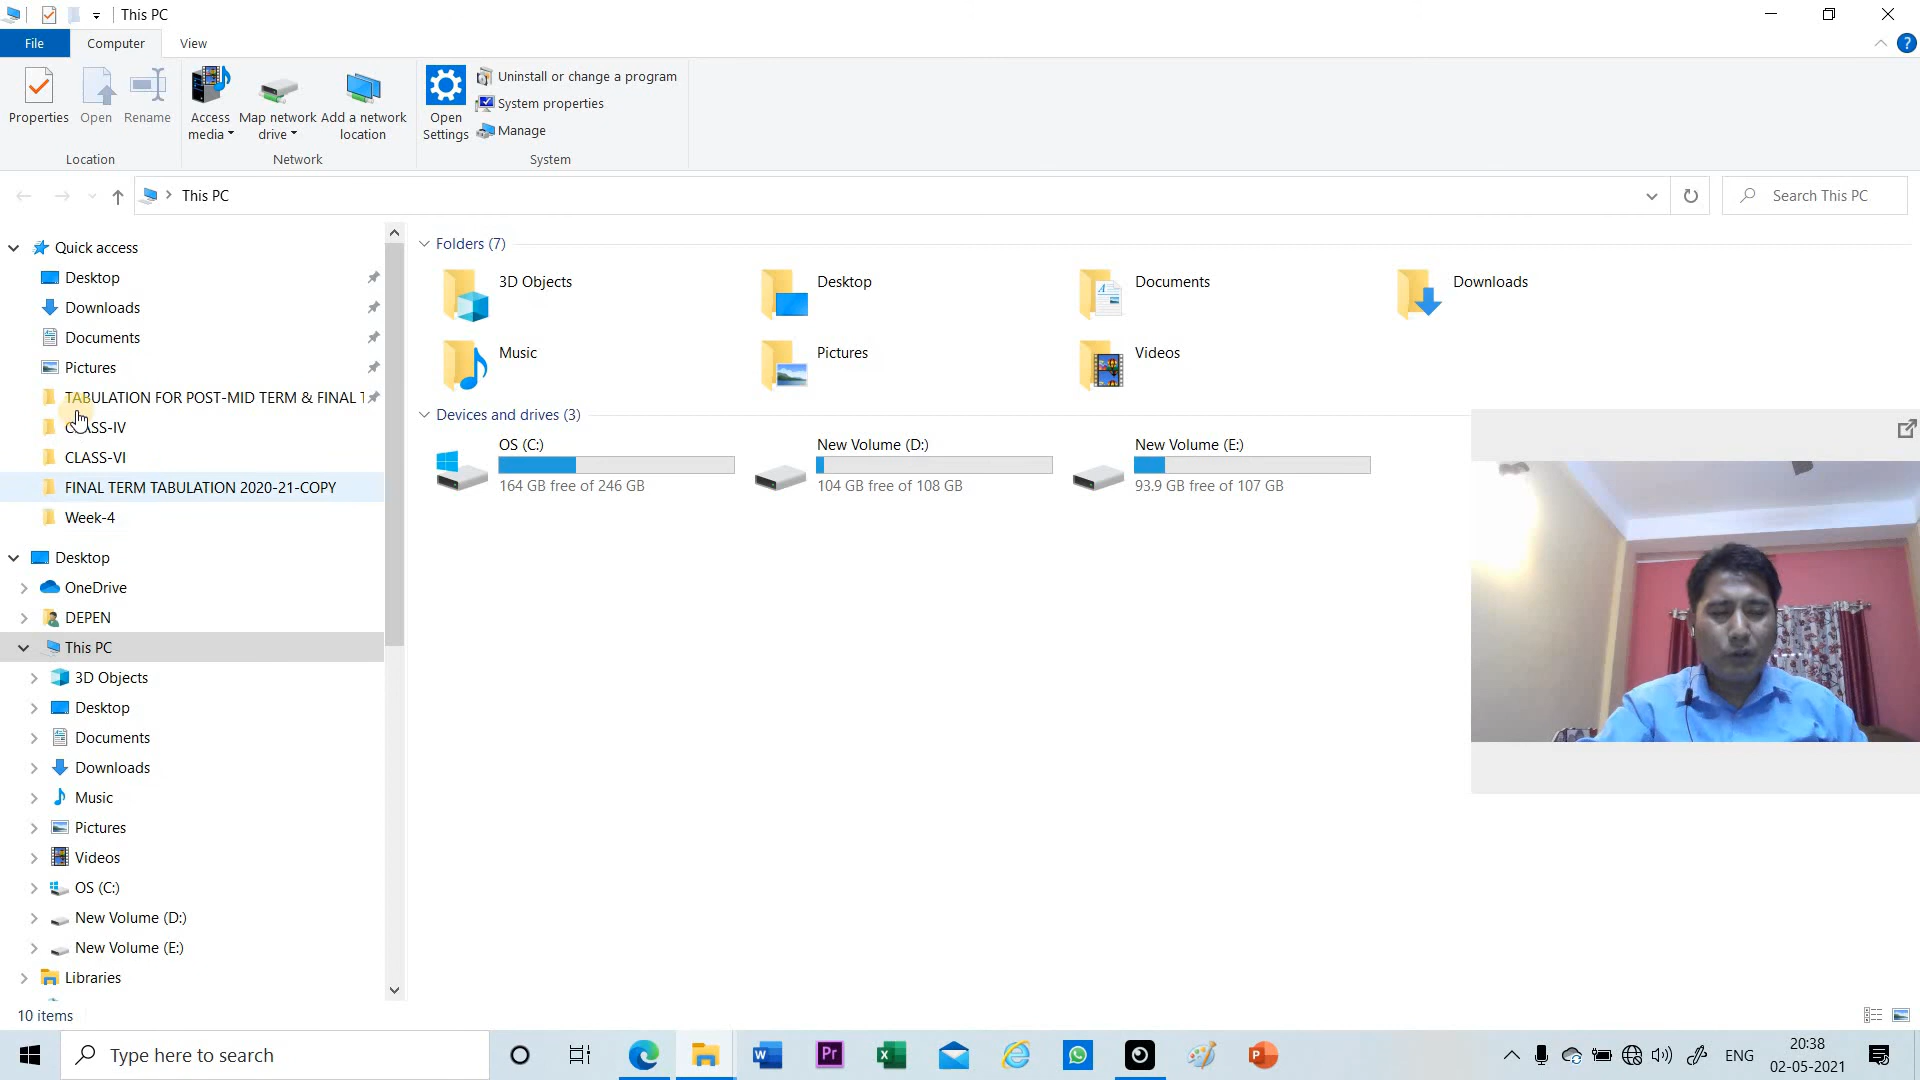 This PC
File
Computer
View
Properties
Open
Rename
Access media
Map network drive
Add a network location
Open Settings
Uninstall or change a program
System properties
Manage
Location
Network
System
This PC
Search This PC
Quick access
Desktop
Downloads
Documents
Pictures
TABULATION FOR POST-MID TERM & FINAL T
CLASS-IV
CLASS-VI
FINAL TERM TABULATION 2020-21-COPY
Week-4
Desktop
OneDrive
DEPEN
This PC
3D Objects
Desktop
Documents
Downloads
Music
Pictures
Videos
OS (C:)
New Volume (D:)
New Volume (E:)
Libraries
Folders (7)
3D Objects
Desktop
Documents
Downloads
Music
Pictures
Videos
Devices and drives (3)
OS (C:)
164 GB free of 246 GB
New Volume (D:)
104 GB free of 108 GB
New Volume (E:)
93.9 GB free of 107 GB
10 items
Type here to search
ENG
20:38
02-05-2021